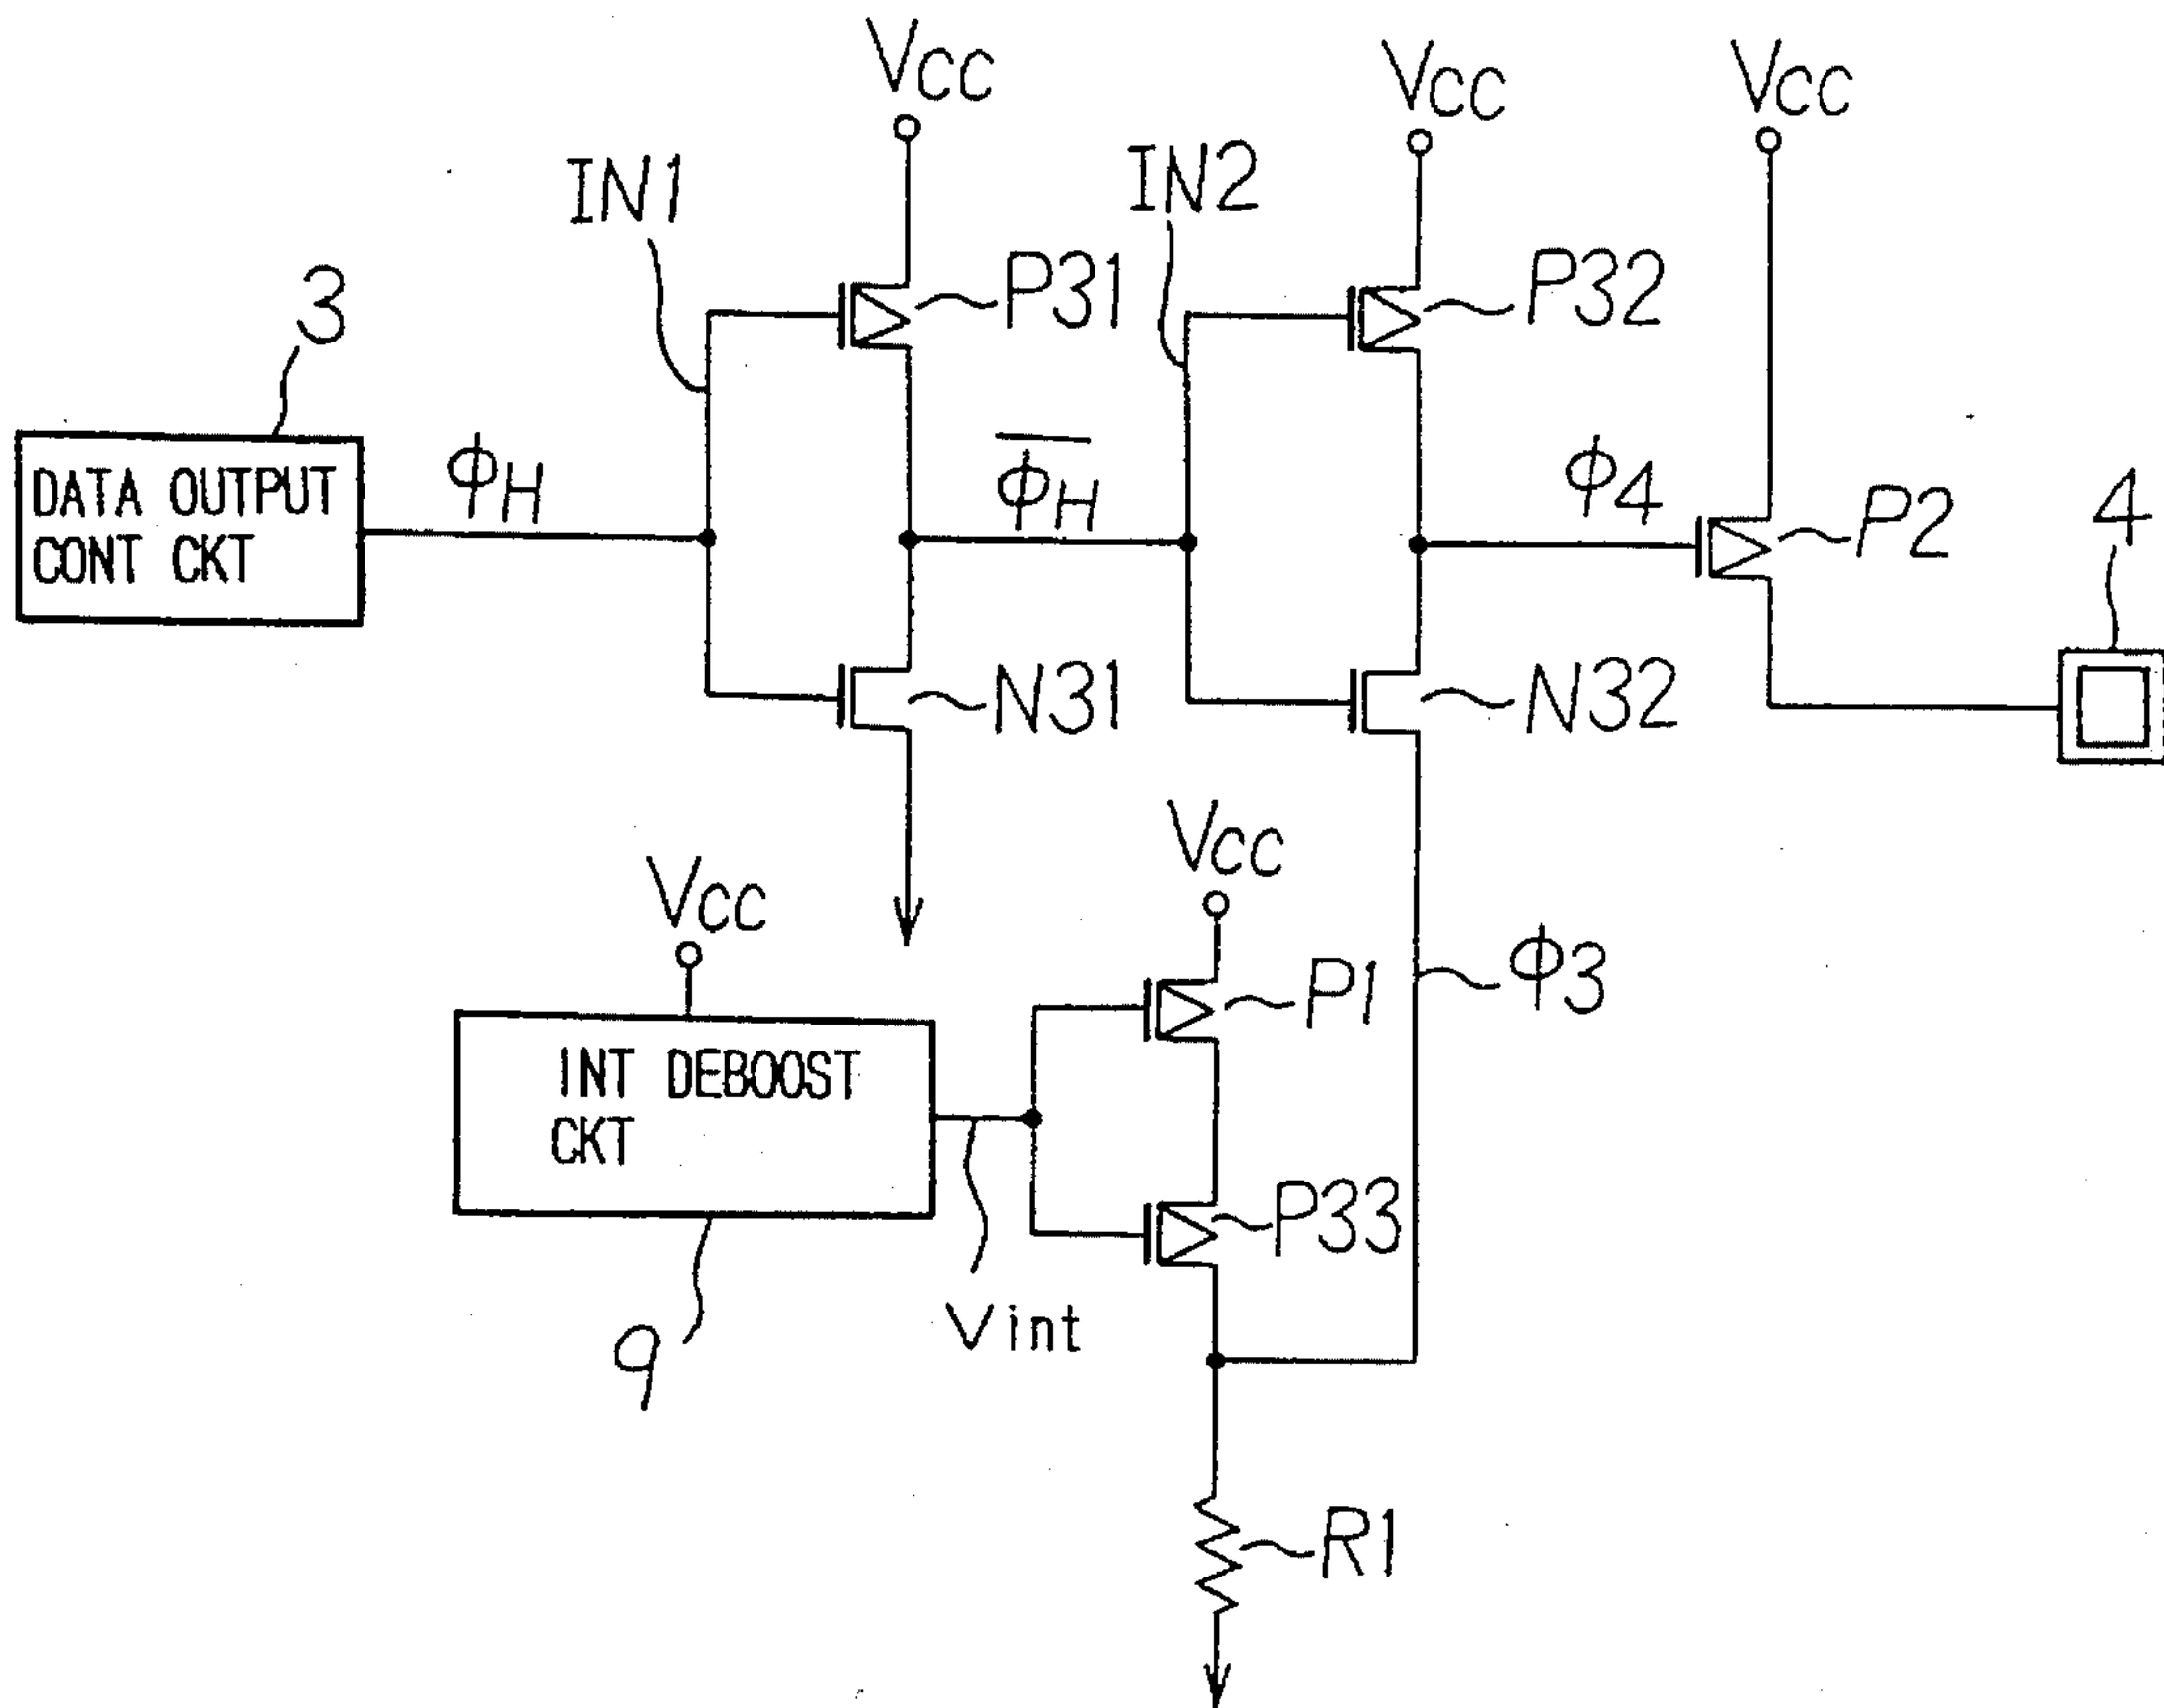 VCC
VCC
VCC
IN1
IN2
3
P31
P32
DATA OUTPUT
CONT CKT
ΦH
Φ̅H̅
Φ4
P2
4
N31
N32
VCC
VCC
INT DEBOOST
CKT
P1
Φ3
P33
Vint
9
R1